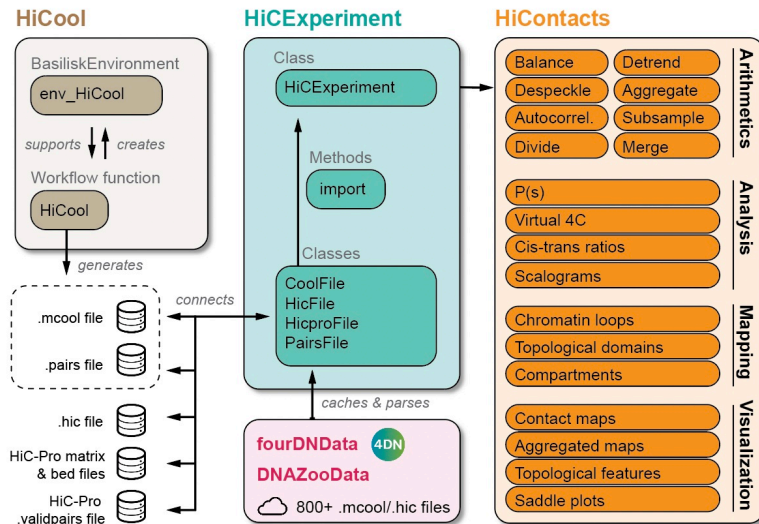 HiCool
BasiliskEnvironment
env_HiCool
supports
creates
Workflow function
HiCool
generates
.mcool file
.pairs file
.hic file
HiC-Pro matrix
& bed files
HiC-Pro
.validpairs file
connects
HiCExperiment
Class
HiCExperiment
Methods
import
Classes
CoolFile
HicFile
HicproFile
PairsFile
caches & parses
fourDNData
4DN
DNAZooData
800+ .mcool/.hic files
HiContacts
Balance
Detrend
Despeckle
Aggregate
Autocorrel.
Subsample
Divide
Merge
Arithmetics
P(s)
Virtual 4C
Cis-trans ratios
Scalograms
Analysis
Chromatin loops
Topological domains
Compartments
Mapping
Contact maps
Aggregated maps
Topological features
Saddle plots
Visualization